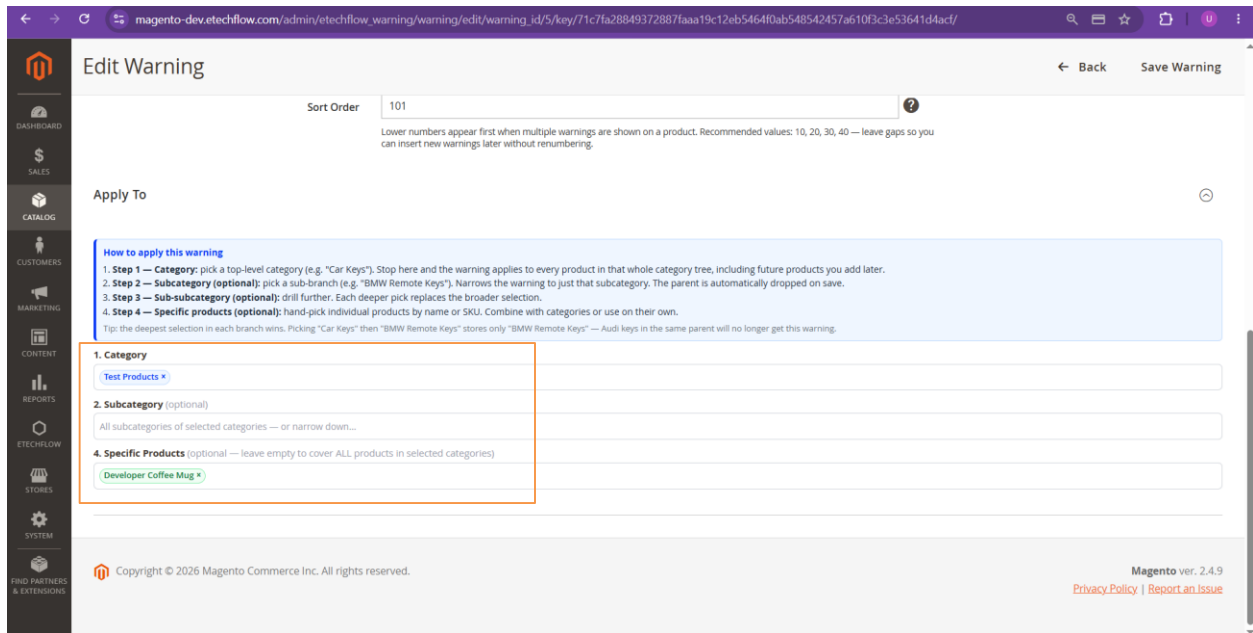 magento-dev.etechflow.com/admin/etechflow_warning/warning/edit/warning_id/5/key/71c7fa28849372887faaa19c12eb5464f0ab548542457a610f3c3e53641d4acf/
U
Edit Warning
Back
Save Warning
DASHBOARD
SALES
CATALOG
CUSTOMERS
MARKETING
CONTENT
REPORTS
ETECHFLOW
STORES
SYSTEM
FIND PARTNERS
& EXTENSIONS
Sort Order
101
?
Lower numbers appear first when multiple warnings are shown on a product. Recommended values: 10, 20, 30, 40 — leave gaps so you
can insert new warnings later without renumbering.
Apply To
How to apply this warning
1. Step 1 — Category: pick a top-level category (e.g. "Car Keys"). Stop here and the warning applies to every product in that whole category tree, including future products you add later.
2. Step 2 — Subcategory (optional): pick a sub-branch (e.g. "BMW Remote Keys"). Narrows the warning to just that subcategory. The parent is automatically dropped on save.
3. Step 3 — Sub-subcategory (optional): drill further. Each deeper pick replaces the broader selection.
4. Step 4 — Specific products (optional): hand-pick individual products by name or SKU. Combine with categories or use on their own.
Tip: the deepest selection in each branch wins. Picking "Car Keys" then "BMW Remote Keys" stores only "BMW Remote Keys" — Audi keys in the same parent will no longer get this warning.
1. Category
Test Products ×
2. Subcategory (optional)
All subcategories of selected categories — or narrow down...
4. Specific Products (optional — leave empty to cover ALL products in selected categories)
Developer Coffee Mug ×
Copyright © 2026 Magento Commerce Inc. All rights reserved.
Magento ver. 2.4.9
Privacy Policy | Report an Issue